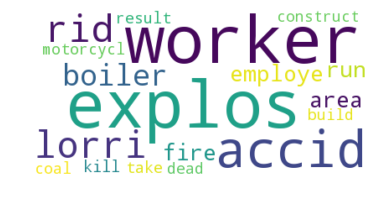 result construct
rid worker
motorcycl
boiler employe run
explos area
build
lorri fire accid
coal kill take dead